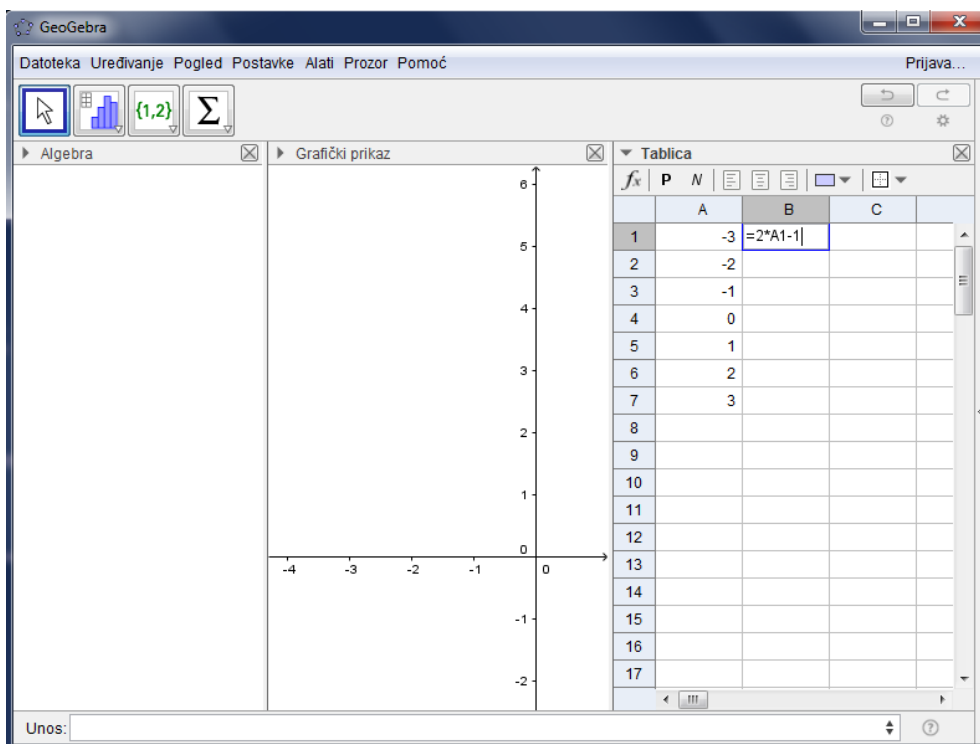 GeoGebra
Datoteka Uređivanje Pogled Postavke Alati Prozor Pomoć Prijava...
{1,2} Σ
Algebra Grafički prikaz Tablica
fx P N
A B C
1 -3 =2*A1-1
2 -2
3 -1
4 0
5 1
6 2
7 3
8
9
10
11
12
13
14
15
16
17
6
5
4
3
2
1
0
-4 -3 -2 -1 0
-1
-2
Unos: